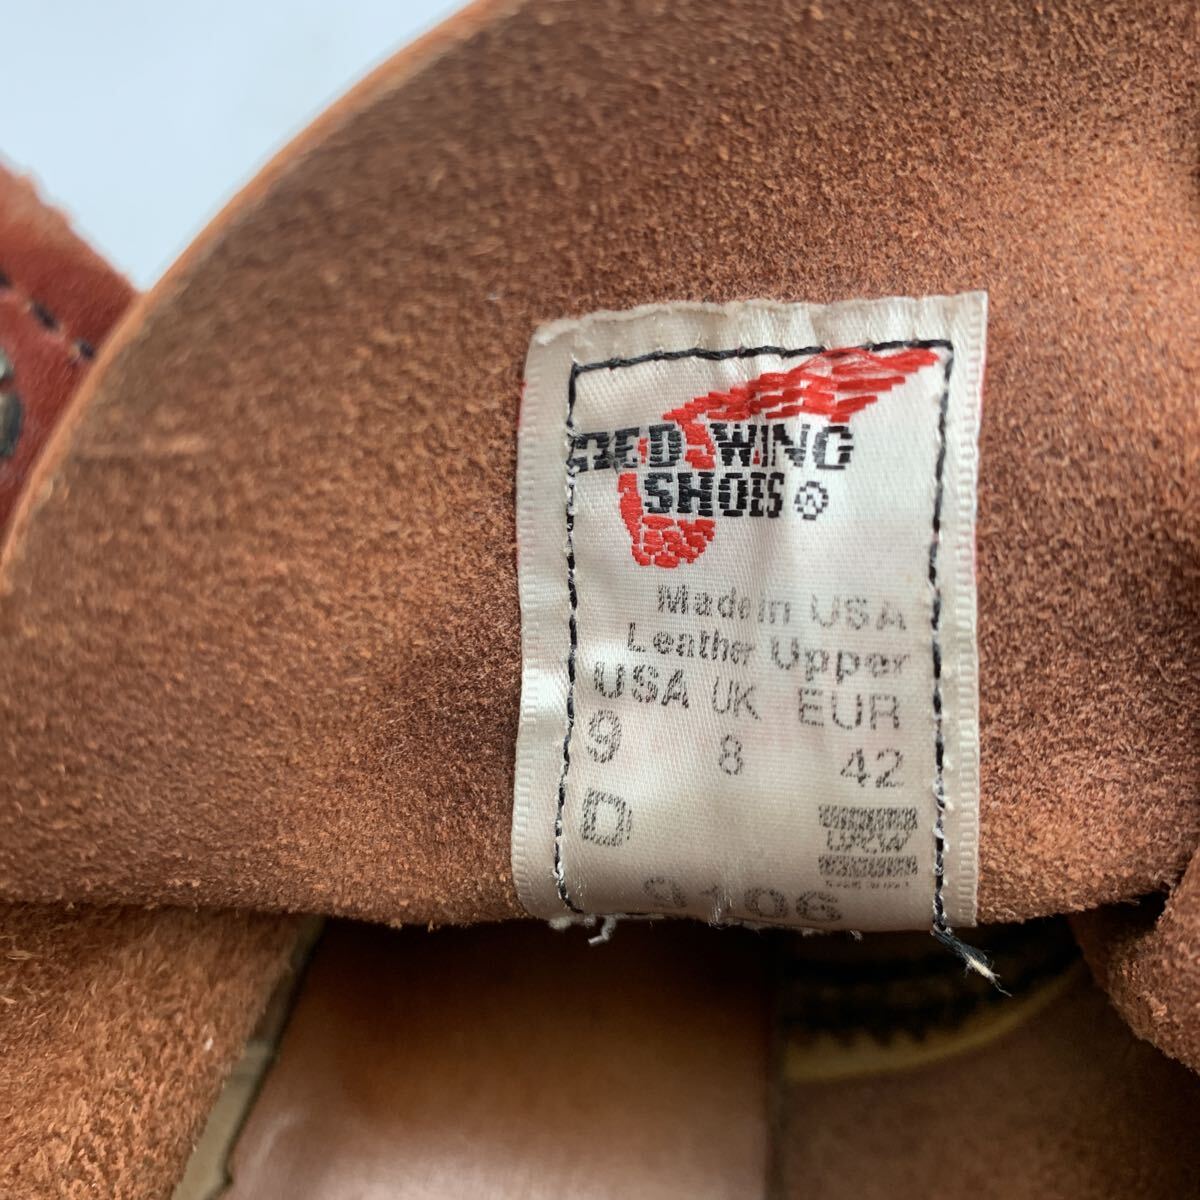 RED WING
SHOES ®
Made in USA
Leather Upper
USA UK EUR
9 8 42
D